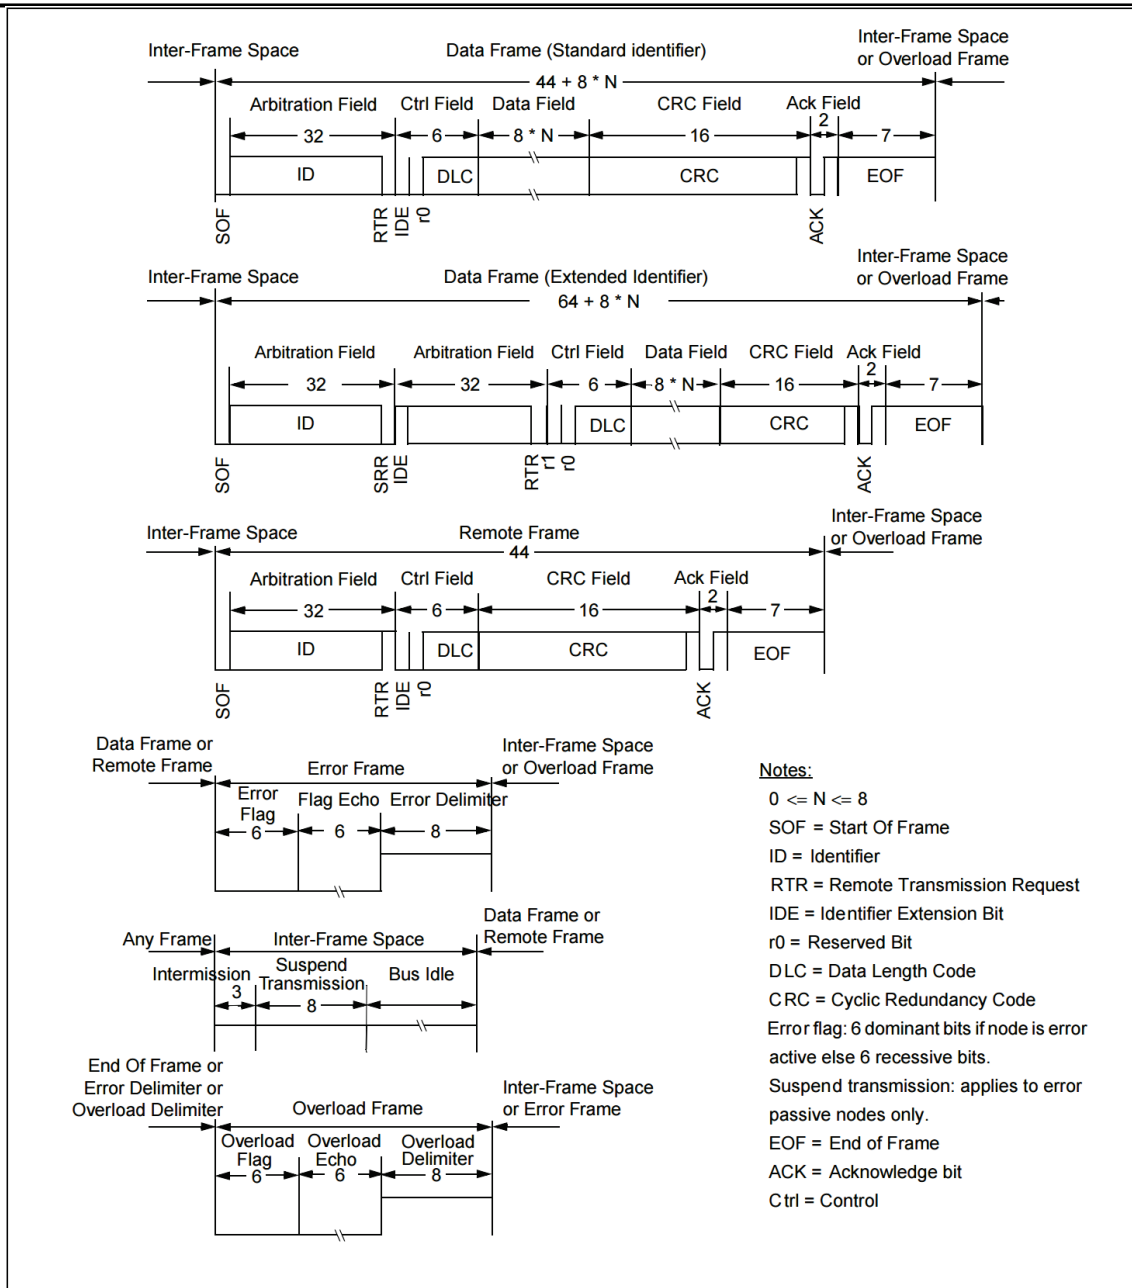 Inter-Frame Space
Data Frame (Standard identifier)
Inter-Frame Space
or Overload Frame
44 + 8 * N
Arbitration Field
Ctrl Field
Data Field
CRC Field
Ack Field
32
6
8 * N
16
2
7
ID
DLC
CRC
EOF
SOF
RTR
IDE
r0
ACK
Inter-Frame Space
Data Frame (Extended Identifier)
Inter-Frame Space
or Overload Frame
64 + 8 * N
Arbitration Field
Arbitration Field
Ctrl Field
Data Field
CRC Field
Ack Field
32
32
6
8 * N
16
2
7
ID
DLC
CRC
EOF
SOF
SRR
IDE
RTR
r1
r0
ACK
Inter-Frame Space
Remote Frame
Inter-Frame Space
or Overload Frame
44
Arbitration Field
Ctrl Field
CRC Field
Ack Field
32
6
16
2
7
ID
DLC
CRC
EOF
SOF
RTR
IDE
r0
ACK
Data Frame or
Remote Frame
Error Frame
Inter-Frame Space
or Overload Frame
Error
Flag
Flag Echo
Error Delimiter
6
6
8
Any Frame
Inter-Frame Space
Data Frame or
Remote Frame
Intermission
3
Suspend
Transmission
8
Bus Idle
End Of Frame or
Error Delimiter or
Overload Delimiter
Overload Frame
Inter-Frame Space
or Error Frame
Overload
Flag
6
Overload
Echo
6
Overload
Delimiter
8
Notes:
0 <= N <= 8
SOF = Start Of Frame
ID = Identifier
RTR = Remote Transmission Request
IDE = Identifier Extension Bit
r0 = Reserved Bit
DLC = Data Length Code
CRC = Cyclic Redundancy Code
Error flag: 6 dominant bits if node is error
active else 6 recessive bits.
Suspend transmission: applies to error
passive nodes only.
EOF = End of Frame
ACK = Acknowledge bit
Ctrl = Control